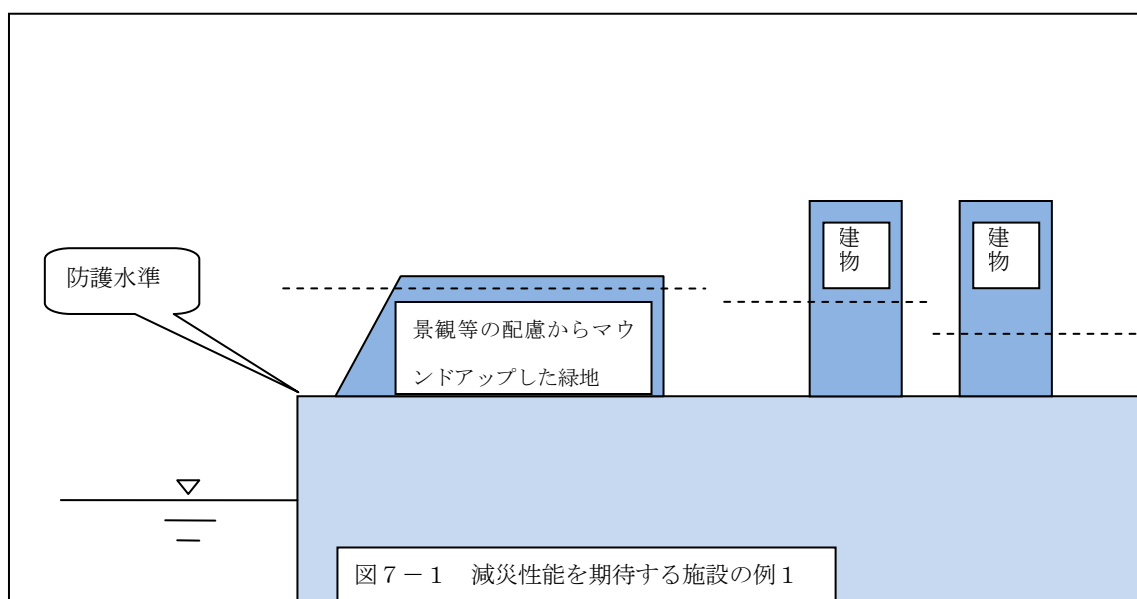 建
物
建
物
防護水準
景観等の配慮からマウ
ンドアップした緑地
図７－１　減災性能を期待する施設の例１